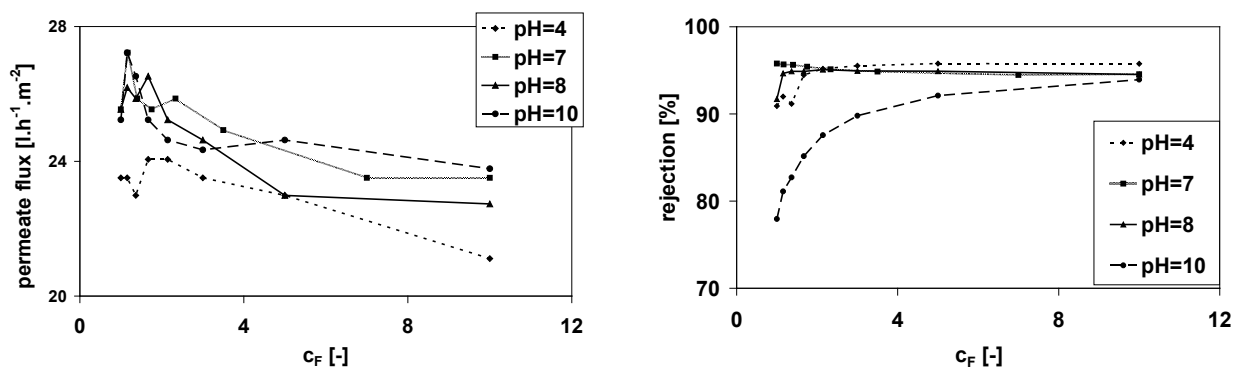 permeate flux [l.h⁻¹.m⁻²]
28
24
20
0
4
8
12
c_F [-]
pH=4
pH=7
pH=8
pH=10
rejection [%]
100
90
80
70
0
4
8
12
c_F [-]
pH=4
pH=7
pH=8
pH=10